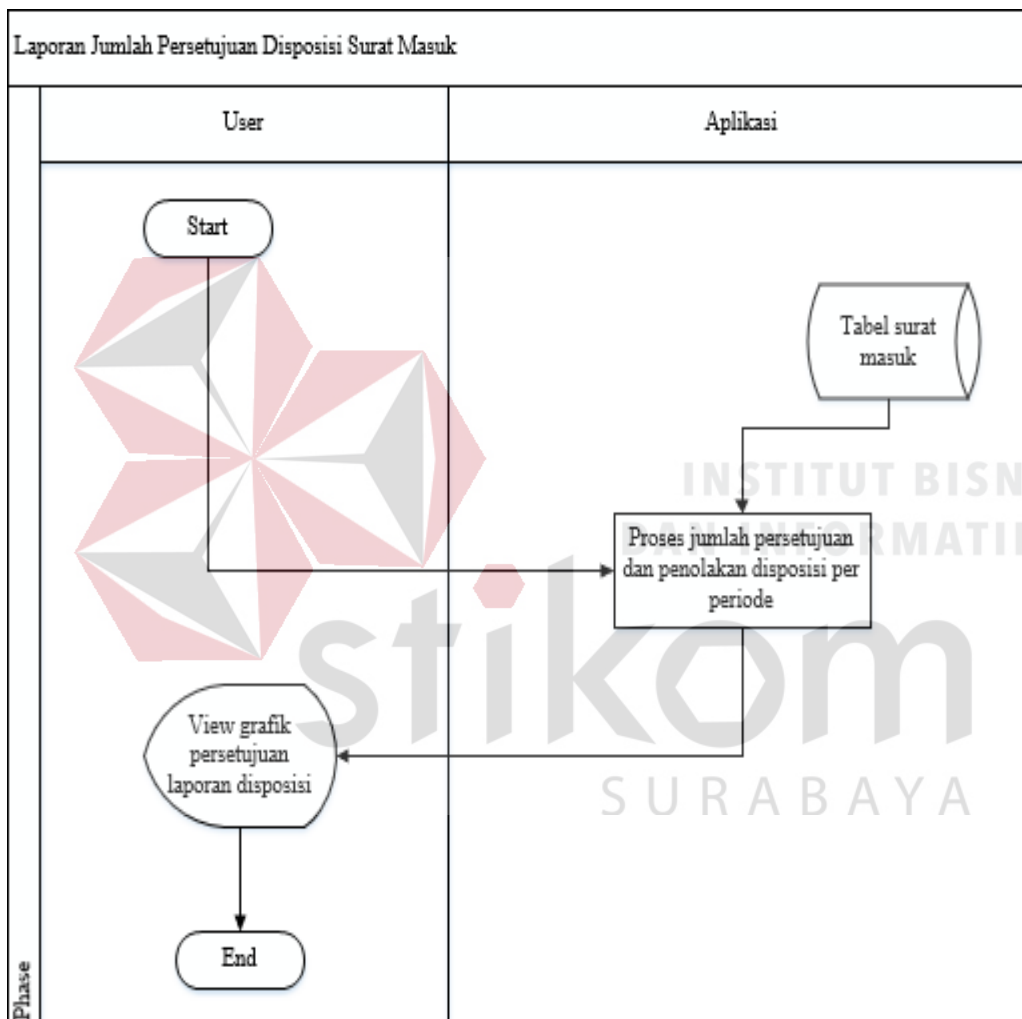 Laporan Jumlah Persetujuan Disposisi Surat Masuk
User
Aplikasi
Start
Tabel surat
masuk
INSTITUT BISN
DAN INFORMATI
Proses jumlah persetujuan
dan penolakan disposisi per
periode
stikom
SURABAYA
View grafik
persetujuan
laporan disposisi
End
Phase